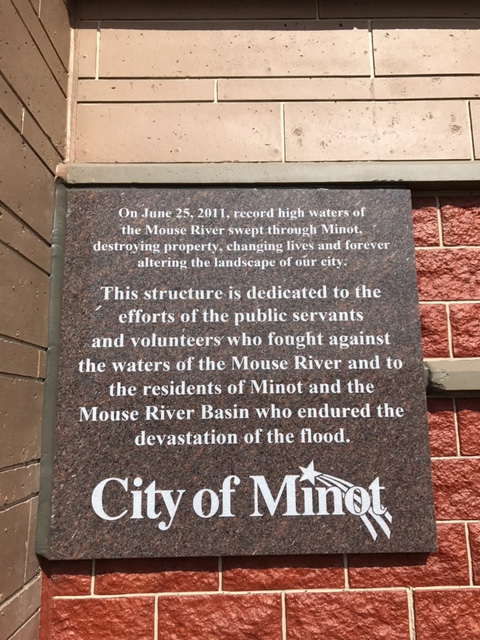 On June 25, 2011, record high waters of
the Mouse River swept through Minot,
destroying property, changing lives and forever
altering the landscape of our city.
This structure is dedicated to the
efforts of the public servants
and volunteers who fought against
the waters of the Mouse River and to
the residents of Minot and the
Mouse River Basin who endured the
devastation of the flood.
City of Minot